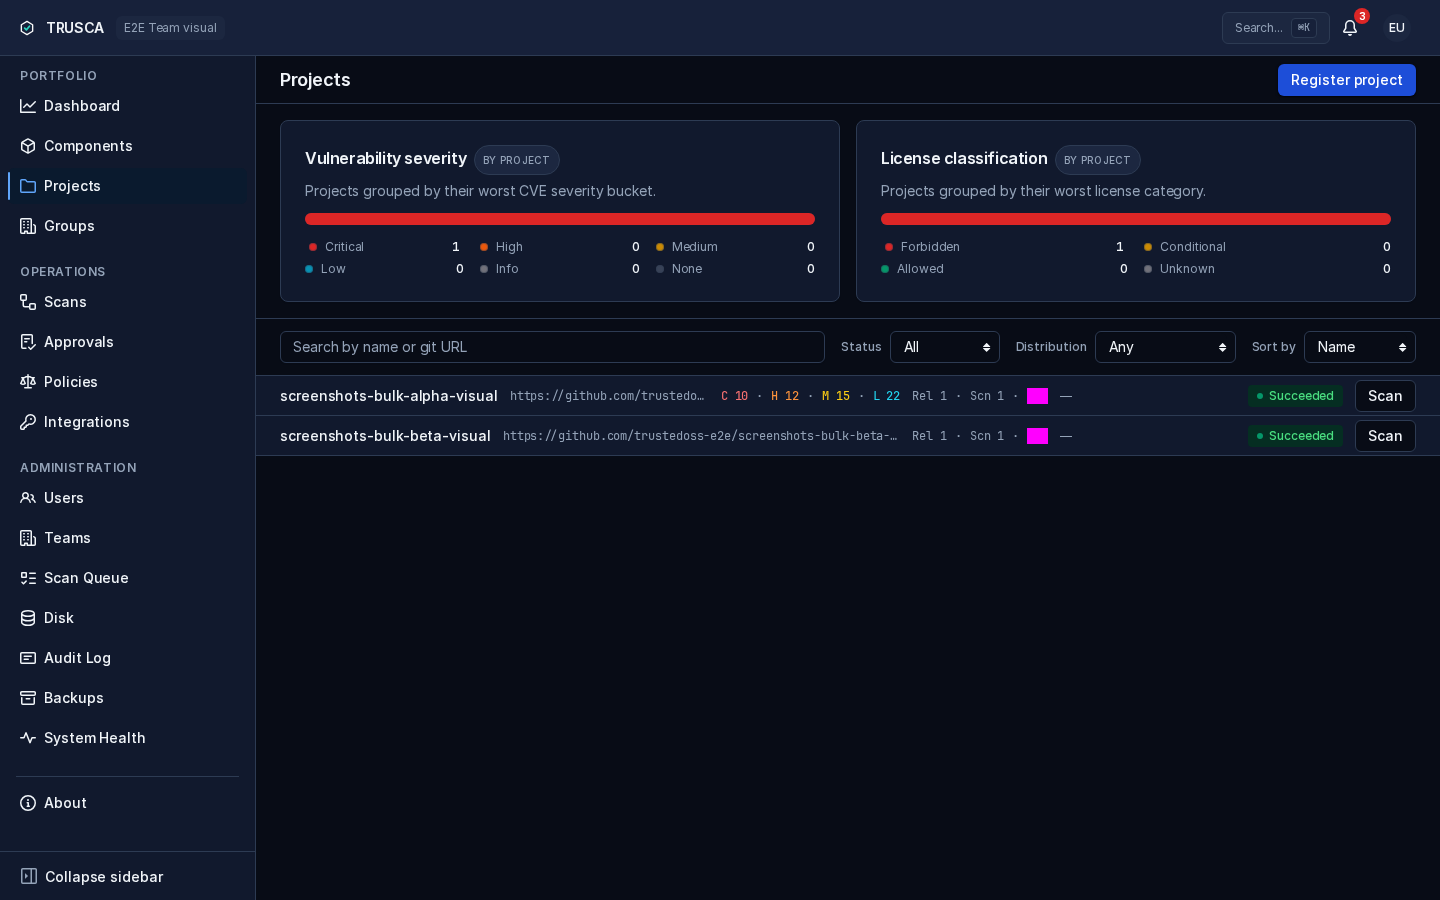 TRUSCA E2E Team visual Search... ⌘K 3 EU
PORTFOLIO
Dashboard
Components
Projects
Groups
OPERATIONS
Scans
Approvals
Policies
Integrations
ADMINISTRATION
Users
Teams
Scan Queue
Disk
Audit Log
Backups
System Health
About
Collapse sidebar
Projects Register project
Vulnerability severity BY PROJECT
Projects grouped by their worst CVE severity bucket.
Critical 1 High 0 Medium 0
Low 0 Info 0 None 0
License classification BY PROJECT
Projects grouped by their worst license category.
Forbidden 1 Conditional 0
Allowed 0 Unknown 0
Search by name or git URL Status All Distribution Any Sort by Name
screenshots-bulk-alpha-visual https://github.com/trustedo… C 10 · H 12 · M 15 · L 22 Rel 1 · Scn 1 · — Succeeded Scan
screenshots-bulk-beta-visual https://github.com/trustedoss-e2e/screenshots-bulk-beta-… Rel 1 · Scn 1 · — Succeeded Scan